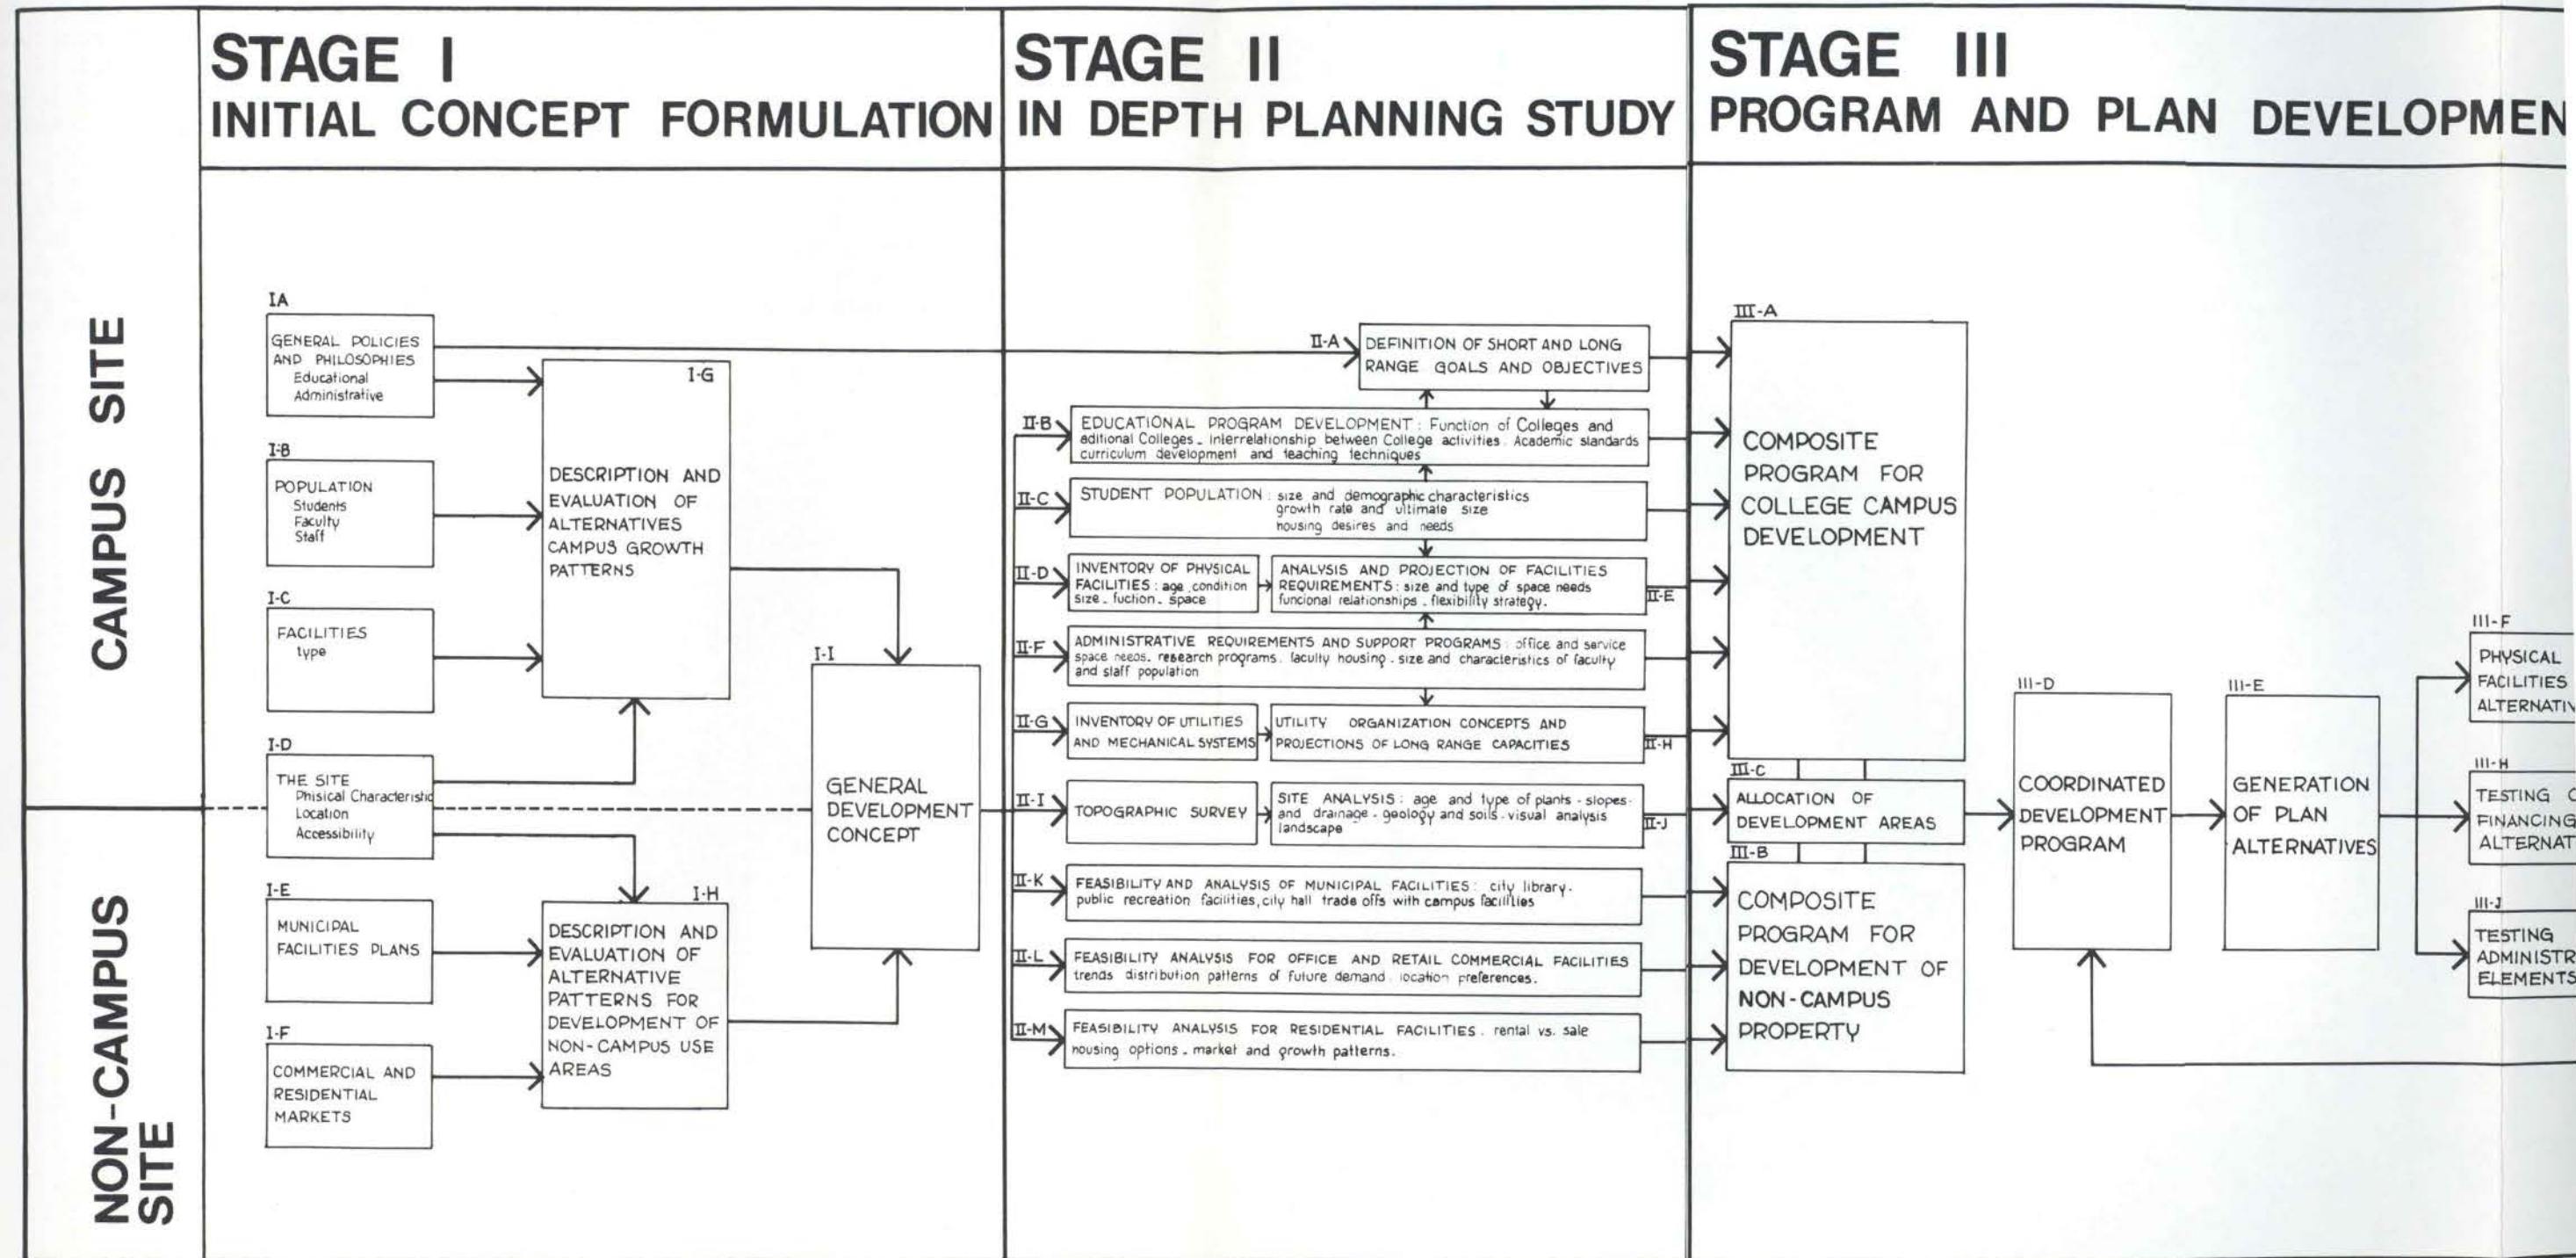 CAMPUS SITE
NON-CAMPUS
SITE
STAGE I
INITIAL CONCEPT FORMULATION
IA
GENERAL POLICIES
AND PHILOSOPHIES
Educational
Administrative
I-B
POPULATION
Students
Faculty
Staff
I-C
FACILITIES
type
I-D
THE SITE
Phisical Characteristic
Location
Accessibility
I-E
MUNICIPAL
FACILITIES PLANS
I-F
COMMERCIAL AND
RESIDENTIAL
MARKETS
I-G
DESCRIPTION AND
EVALUATION OF
ALTERNATIVES
CAMPUS GROWTH
PATTERNS
I-H
DESCRIPTION AND
EVALUATION OF
ALTERNATIVE
PATTERNS FOR
DEVELOPMENT OF
NON-CAMPUS USE
AREAS
I-I
GENERAL
DEVELOPMENT
CONCEPT
STAGE II
IN DEPTH PLANNING STUDY
II-A
DEFINITION OF SHORT AND LONG
RANGE GOALS AND OBJECTIVES
II-B
EDUCATIONAL PROGRAM DEVELOPMENT: Function of Colleges and
aditional Colleges. Interrelationship between College activities. Academic standards
curriculum development and teaching techniques
II-C
STUDENT POPULATION: size and demographic characteristics
growth rate and ultimate size
housing desires and needs
II-D
INVENTORY OF PHYSICAL
FACILITIES: age, condition
size. fuction. space
ANALYSIS AND PROJECTION OF FACILITIES
REQUIREMENTS: size and type of space needs
funcional relationships. flexibility strategy.
II-E
II-F
ADMINISTRATIVE REQUIREMENTS AND SUPPORT PROGRAMS: office and service
space needs. research programs. faculty housing. size and characteristics of faculty
and staff population
II-G
INVENTORY OF UTILITIES
AND MECHANICAL SYSTEMS
UTILITY ORGANIZATION CONCEPTS AND
PROJECTIONS OF LONG RANGE CAPACITIES
II-H
II-I
TOPOGRAPHIC SURVEY
SITE ANALYSIS: age and type of plants - slopes-
and drainage - geology and soils - visual analysis
landscape
II-J
II-K
FEASIBILITY AND ANALYSIS OF MUNICIPAL FACILITIES: city library.
public recreation facilities, city hall trade offs with campus facilities
II-L
FEASIBILITY ANALYSIS FOR OFFICE AND RETAIL COMMERCIAL FACILITIES
trends distribution patterns of future demand. location preferences.
II-M
FEASIBILITY ANALYSIS FOR RESIDENTIAL FACILITIES. rental vs. sale
housing options. market and growth patterns.
STAGE III
PROGRAM AND PLAN DEVELOPMEN
III-A
COMPOSITE
PROGRAM FOR
COLLEGE CAMPUS
DEVELOPMENT
III-C
ALLOCATION OF
DEVELOPMENT AREAS
III-B
COMPOSITE
PROGRAM FOR
DEVELOPMENT OF
NON-CAMPUS
PROPERTY
III-D
COORDINATED
DEVELOPMENT
PROGRAM
III-E
GENERATION
OF PLAN
ALTERNATIVES
III-F
PHYSICAL
FACILITIES
ALTERNATIV
III-H
TESTING
FINANCING
ALTERNAT
III-J
TESTING
ADMINISTR
ELEMENTS